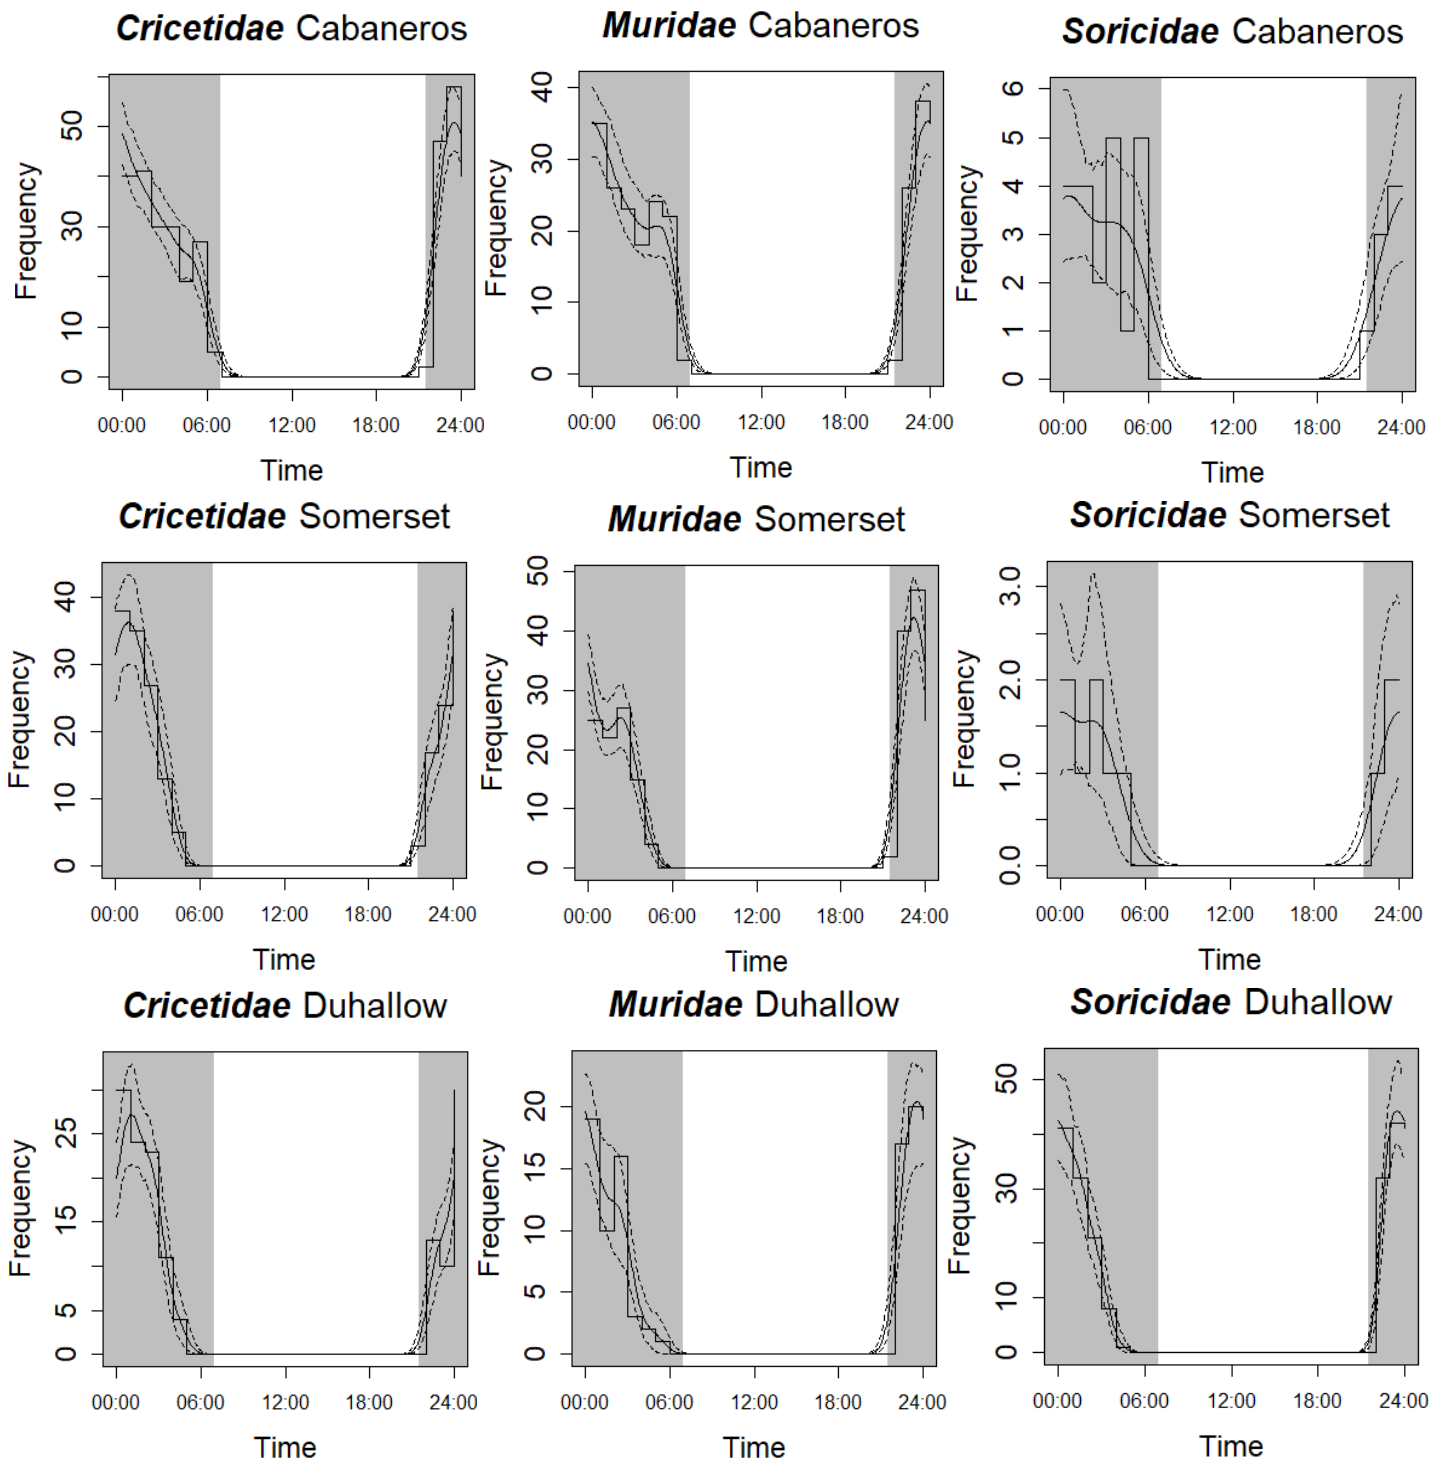 Cricetidae Cabaneros
Frequency
0
10
30
50
00:00 06:00 12:00 18:00 24:00
Time
Muridae Cabaneros
Frequency
0
10
20
30
40
00:00 06:00 12:00 18:00 24:00
Time
Soricidae Cabaneros
Frequency
0
1
2
3
4
5
6
00:00 06:00 12:00 18:00 24:00
Time
Cricetidae Somerset
Frequency
0
10
20
30
40
00:00 06:00 12:00 18:00 24:00
Time
Muridae Somerset
Frequency
0
10
20
30
40
50
00:00 06:00 12:00 18:00 24:00
Time
Soricidae Somerset
Frequency
0.0
1.0
2.0
3.0
00:00 06:00 12:00 18:00 24:00
Time
Cricetidae Duhallow
Frequency
0
5
15
25
00:00 06:00 12:00 18:00 24:00
Time
Muridae Duhallow
Frequency
0
5
10
15
20
00:00 06:00 12:00 18:00 24:00
Time
Soricidae Duhallow
Frequency
0
10
30
50
00:00 06:00 12:00 18:00 24:00
Time